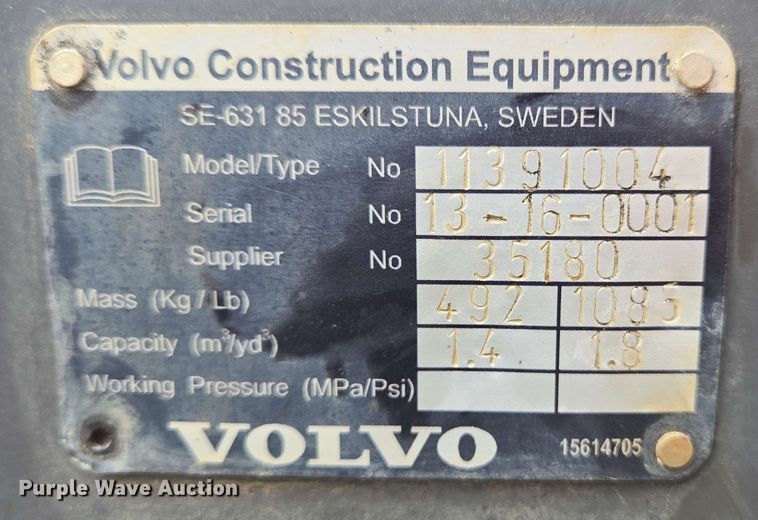 Volvo Construction Equipment
SE-631 85 ESKILSTUNA, SWEDEN
Model/Type No 11391004
Serial No 13-16-0001
Supplier No 35180
Mass (Kg / Lb) 492 1085
Capacity (m³/yd³) 1.4 1.8
Working Pressure (MPa/Psi)
VOLVO 15614705
Purple Wave Auction